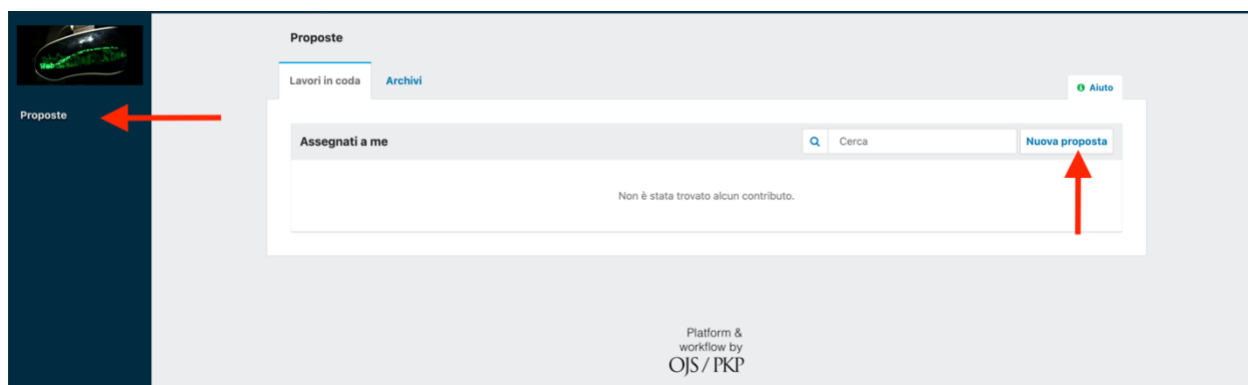 Web
Proposte
Proposte
Lavori in coda
Archivi
Aiuto
Assegnati a me
Cerca
Nuova proposta
Non è stata trovato alcun contributo.
Platform &
workflow by
OJS / PKP